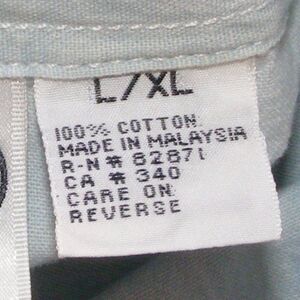 L/XL
100% COTTON
MADE IN MALAYSIA
R-N # 82871
CA # 340
CARE ON
REVERSE